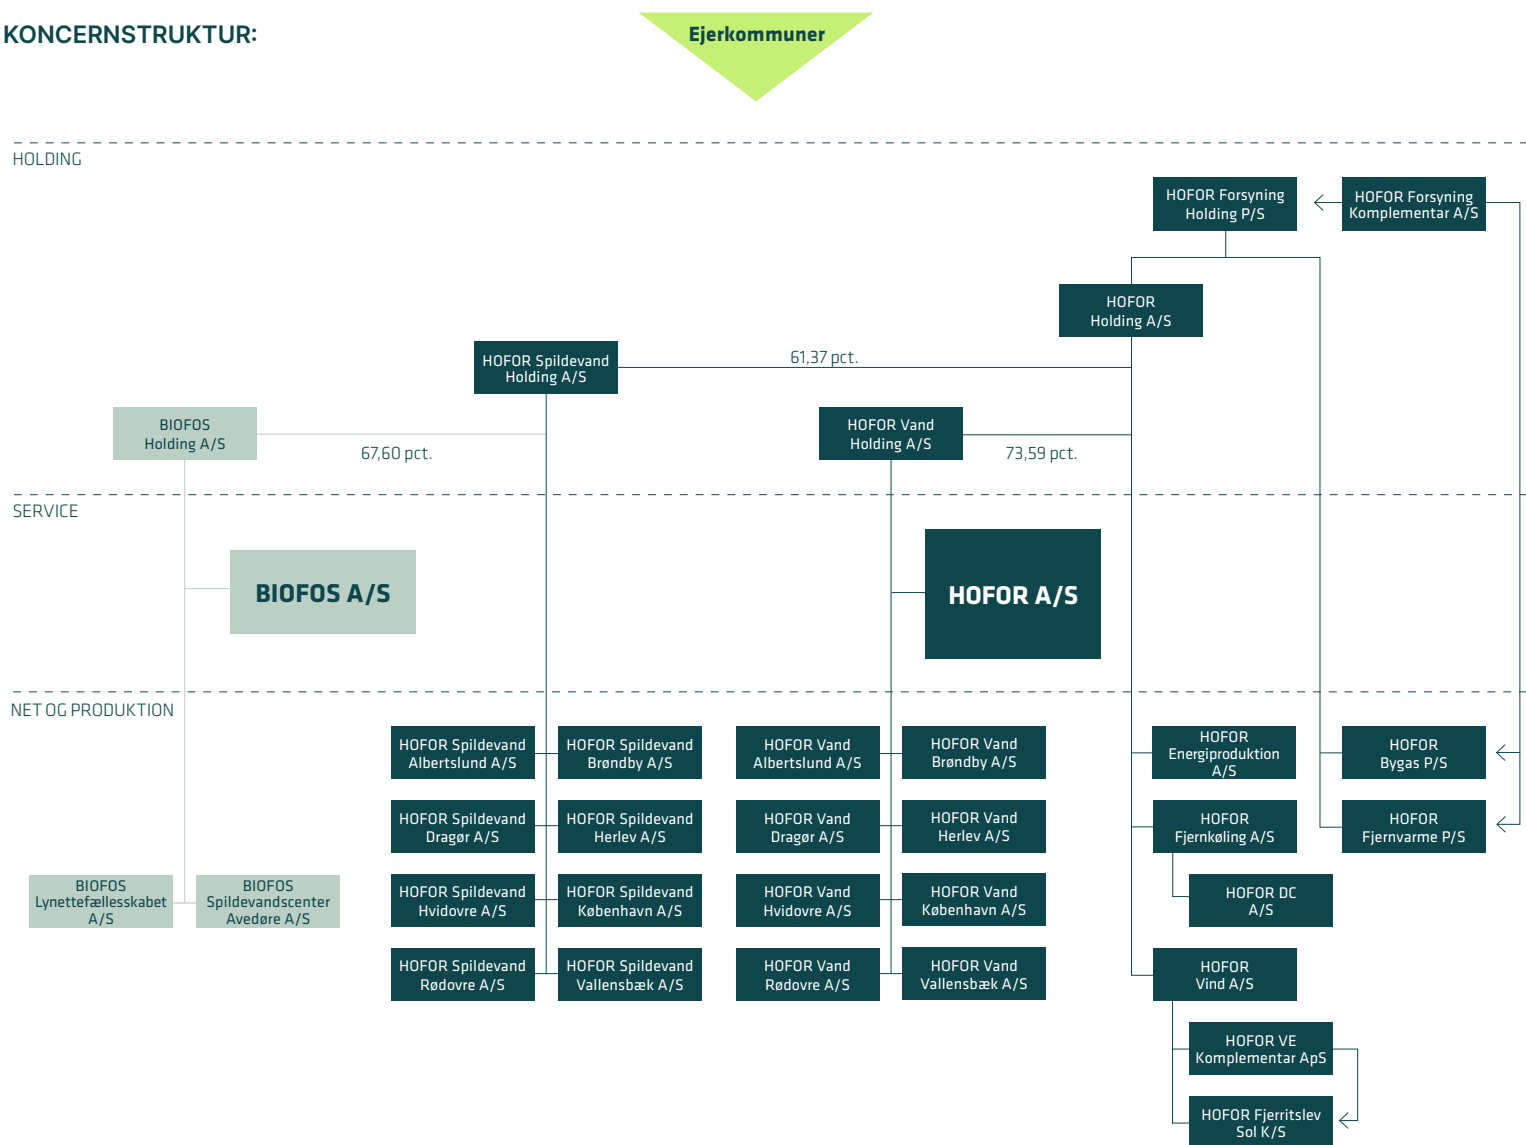 KONCERNSTRUKTUR:
Ejerkommuner
HOLDING
HOFOR Forsyning
Holding P/S
HOFOR Forsyning
Komplementar A/S
HOFOR
Holding A/S
HOFOR Spildevand
Holding A/S
61,37 pct.
BIOFOS
Holding A/S
67,60 pct.
HOFOR Vand
Holding A/S
73,59 pct.
SERVICE
BIOFOS A/S
HOFOR A/S
NET OG PRODUKTION
HOFOR Spildevand
Albertslund A/S
HOFOR Spildevand
Brøndby A/S
HOFOR Vand
Albertslund A/S
HOFOR Vand
Brøndby A/S
HOFOR
Energiproduktion
A/S
HOFOR
Bygas P/S
HOFOR Spildevand
Dragør A/S
HOFOR Spildevand
Herlev A/S
HOFOR Vand
Dragør A/S
HOFOR Vand
Herlev A/S
HOFOR
Fjernkøling A/S
HOFOR
Fjernvarme P/S
BIOFOS
Lynettefællesskabet
A/S
BIOFOS
Spildevandscenter
Avedøre A/S
HOFOR Spildevand
Hvidovre A/S
HOFOR Spildevand
København A/S
HOFOR Vand
Hvidovre A/S
HOFOR Vand
København A/S
HOFOR DC
A/S
HOFOR Spildevand
Rødovre A/S
HOFOR Spildevand
Vallensbæk A/S
HOFOR Vand
Rødovre A/S
HOFOR Vand
Vallensbæk A/S
HOFOR
Vind A/S
HOFOR VE
Komplementar ApS
HOFOR Fjerritslev
Sol K/S